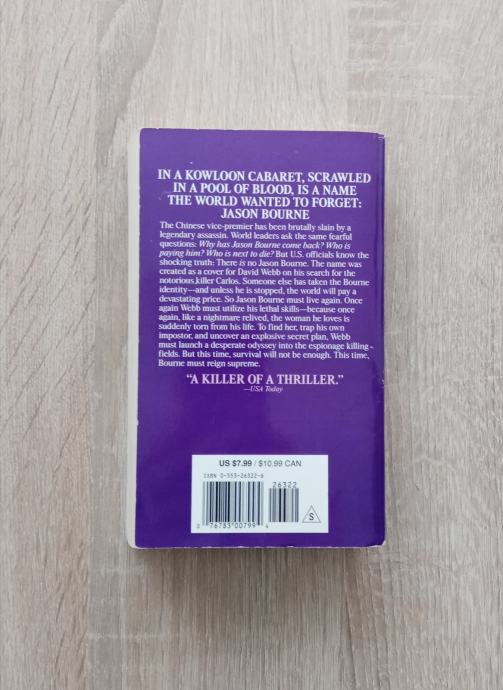 IN A KOWLOON CABARET, SCRAWLED
IN A POOL OF BLOOD, IS A NAME
THE WORLD WANTED TO FORGET:
JASON BOURNE
The Chinese vice-premier has been brutally slain by a
legendary assassin. World leaders ask the same fearful
questions: Why has Jason Bourne come back? Who is
paying him? Who is next to die? But U.S. officials know the
shocking truth: There is no Jason Bourne. The name was
created as a cover for David Webb on his search for the
notorious killer Carlos. Someone else has taken the Bourne
identity—and unless he is stopped, the world will pay a
devastating price. So Jason Bourne must live again. Once
again Webb must utilize his lethal skills—because once
again, like a nightmare relived, the woman he loves is
suddenly torn from his life. To find her, trap his own
impostor, and uncover an explosive secret plan, Webb
must launch a desperate odyssey into the espionage killing-
fields. But this time, survival will not be enough. This time,
Bourne must reign supreme.
“A KILLER OF A THRILLER.”
—USA Today
US $7.99 / $10.99 CAN
ISBN 0-553-26322-6
26322
0 76783 00799 4
S